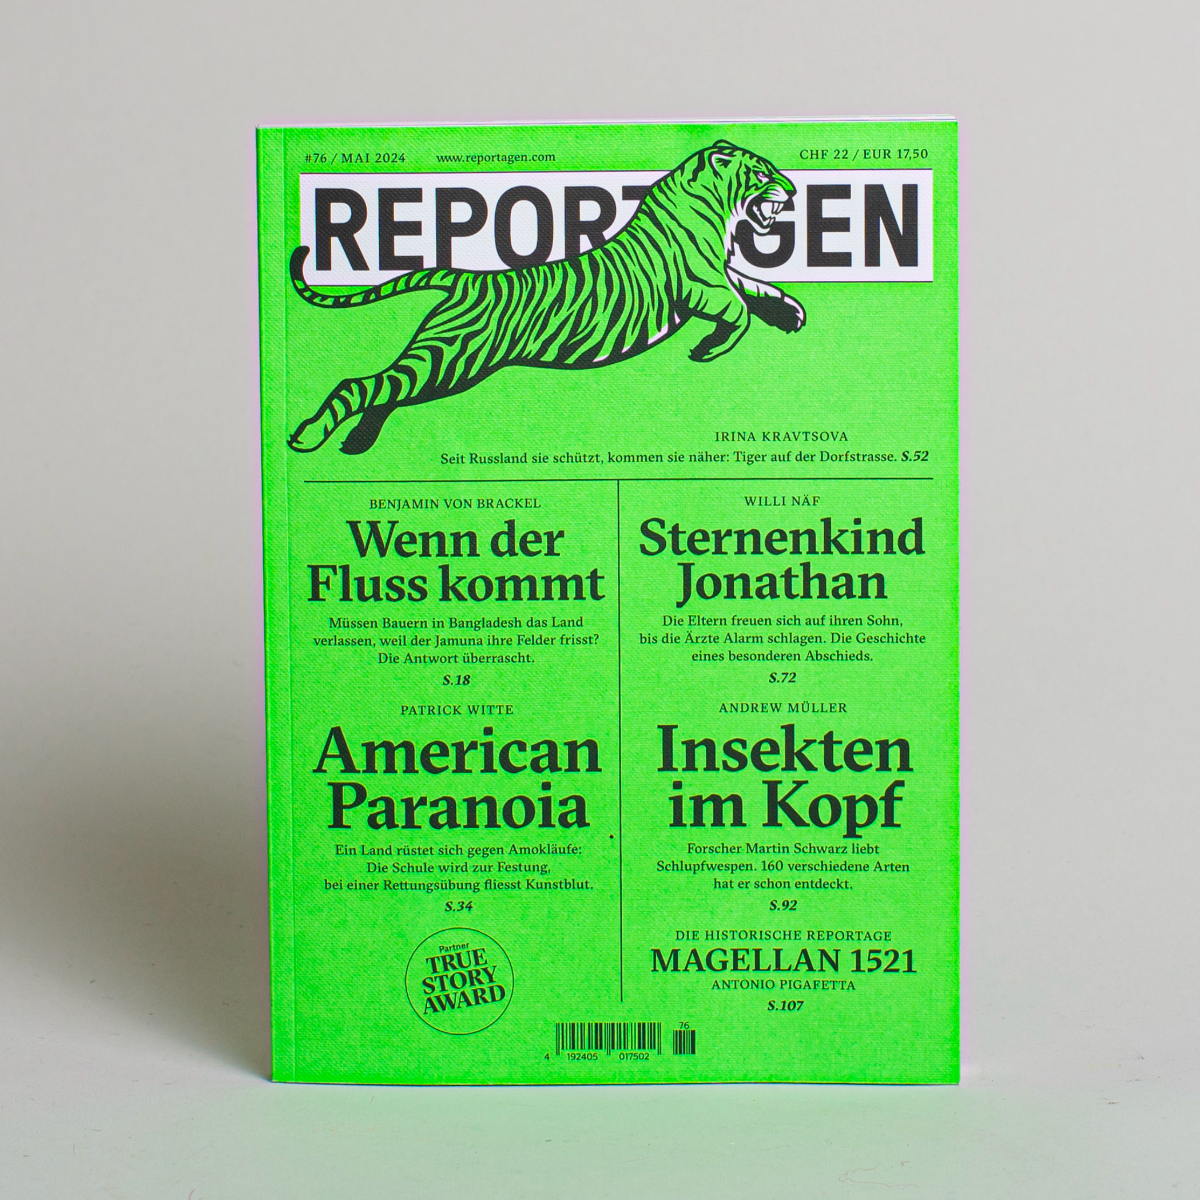 #76 / MAI 2024 www.reportagen.com CHF 22 / EUR 17,50
REPORTAGEN
IRINA KRAVTSOVA
Seit Russland sie schützt, kommen sie näher: Tiger auf der Dorfstrasse. S.52
BENJAMIN VON BRACKEL
Wenn der
Fluss kommt
Müssen Bauern in Bangladesh das Land
verlassen, weil der Jamuna ihre Felder frisst?
Die Antwort überrascht.
S.18
WILLI NÄF
Sternenkind
Jonathan
Die Eltern freuen sich auf ihren Sohn,
bis die Ärzte Alarm schlagen. Die Geschichte
eines besonderen Abschieds.
S.72
PATRICK WITTE
American
Paranoia
Ein Land rüstet sich gegen Amokläufe:
Die Schule wird zur Festung,
bei einer Rettungsübung fliesst Kunstblut.
S.34
ANDREW MÜLLER
Insekten
im Kopf
Forscher Martin Schwarz liebt
Schlupfwespen. 160 verschiedene Arten
hat er schon entdeckt.
S.92
DIE HISTORISCHE REPORTAGE
MAGELLAN 1521
ANTONIO PIGAFETTA
S.107
Partner
TRUE
STORY
AWARD
76
4 192405 017502